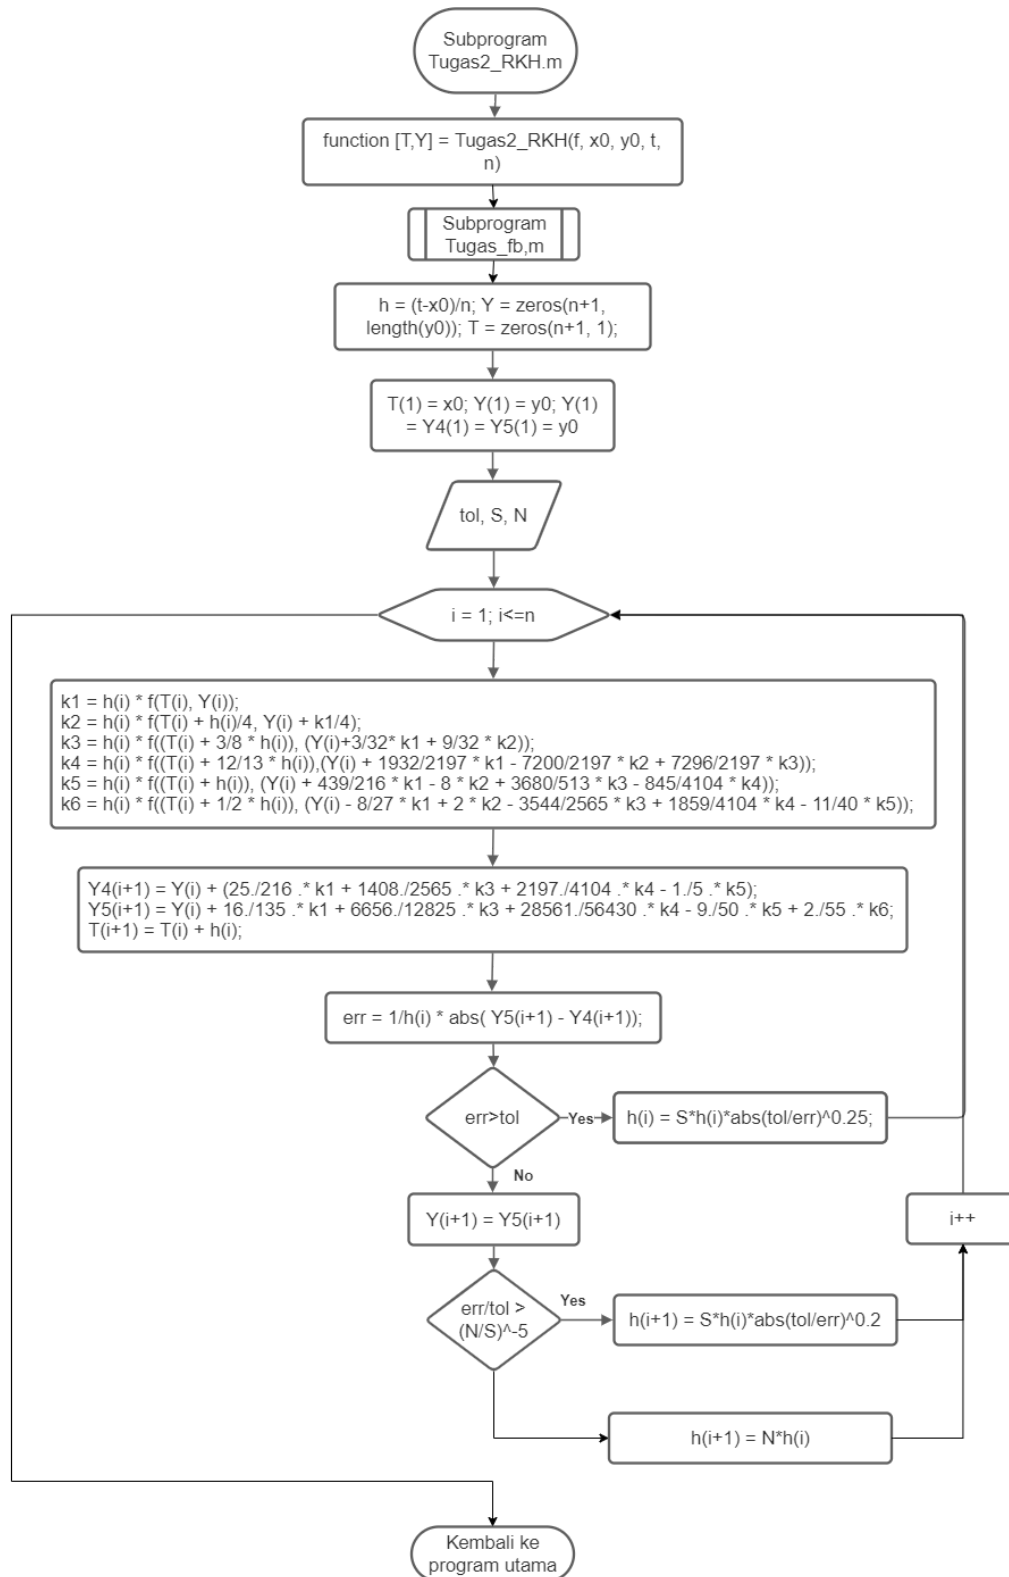 Subprogram
Tugas2_RKH.m
function [T,Y] = Tugas2_RKH(f, x0, y0, t,
n)
Subprogram
Tugas_fb,m
h = (t-x0)/n; Y = zeros(n+1,
length(y0)); T = zeros(n+1, 1);
T(1) = x0; Y(1) = y0; Y(1)
= Y4(1) = Y5(1) = y0
tol, S, N
i = 1; i<=n
k1 = h(i) * f(T(i), Y(i));
k2 = h(i) * f(T(i) + h(i)/4, Y(i) + k1/4);
k3 = h(i) * f((T(i) + 3/8 * h(i)), (Y(i)+3/32* k1 + 9/32 * k2));
k4 = h(i) * f((T(i) + 12/13 * h(i)),(Y(i) + 1932/2197 * k1 - 7200/2197 * k2 + 7296/2197 * k3));
k5 = h(i) * f((T(i) + h(i)), (Y(i) + 439/216 * k1 - 8 * k2 + 3680/513 * k3 - 845/4104 * k4));
k6 = h(i) * f((T(i) + 1/2 * h(i)), (Y(i) - 8/27 * k1 + 2 * k2 - 3544/2565 * k3 + 1859/4104 * k4 - 11/40 * k5));
Y4(i+1) = Y(i) + (25./216 .* k1 + 1408./2565 .* k3 + 2197./4104 .* k4 - 1./5 .* k5);
Y5(i+1) = Y(i) + 16./135 .* k1 + 6656./12825 .* k3 + 28561./56430 .* k4 - 9./50 .* k5 + 2./55 .* k6;
T(i+1) = T(i) + h(i);
err = 1/h(i) * abs( Y5(i+1) - Y4(i+1));
err>tol
Yes
h(i) = S*h(i)*abs(tol/err)^0.25;
No
Y(i+1) = Y5(i+1)
i++
err/tol >
(N/S)^-5
Yes
h(i+1) = S*h(i)*abs(tol/err)^0.2
h(i+1) = N*h(i)
Kembali ke
program utama